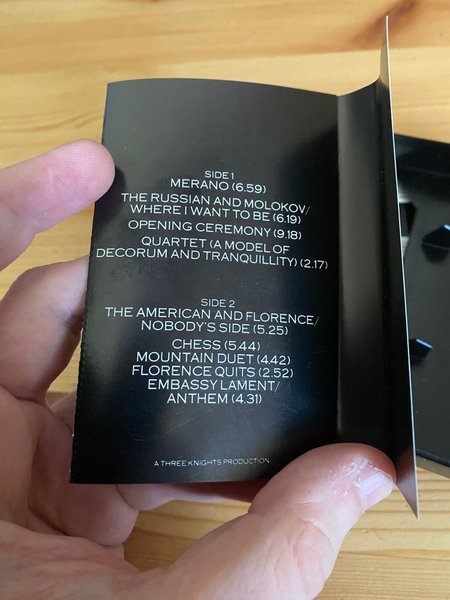 SIDE 1
MERANO (6.59)
THE RUSSIAN AND MOLOKOV/
WHERE I WANT TO BE (6.19)
OPENING CEREMONY (9.18)
QUARTET (A MODEL OF
DECORUM AND TRANQUILLITY) (2.17)
SIDE 2
THE AMERICAN AND FLORENCE/
NOBODY'S SIDE (5.25)
CHESS (5.44)
MOUNTAIN DUET (4.42)
FLORENCE QUITS (2.52)
EMBASSY LAMENT/
ANTHEM (4.31)
A THREE KNIGHTS PRODUCTION